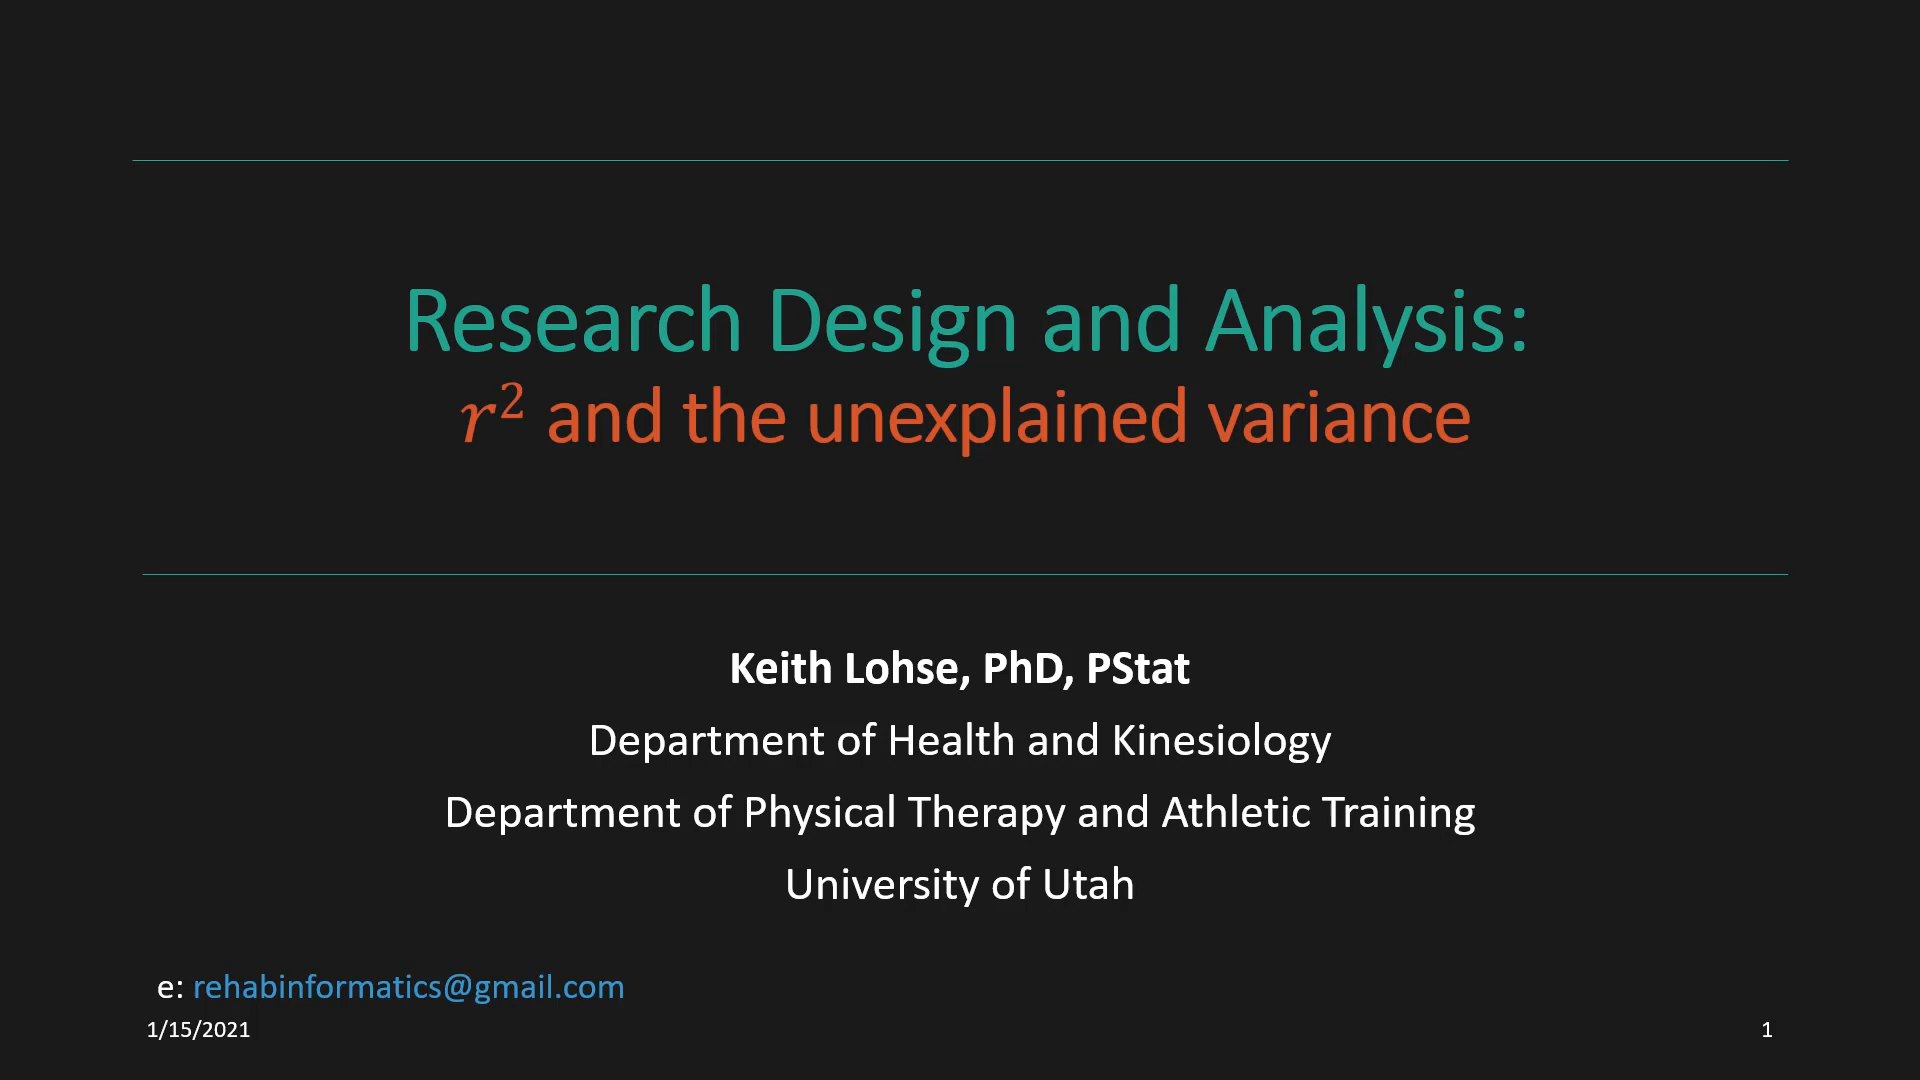 Research Design and Analysis:
r² and the unexplained variance
Keith Lohse, PhD, PStat
Department of Health and Kinesiology
Department of Physical Therapy and Athletic Training
University of Utah
e: rehabinformatics@gmail.com
1/15/2021
1